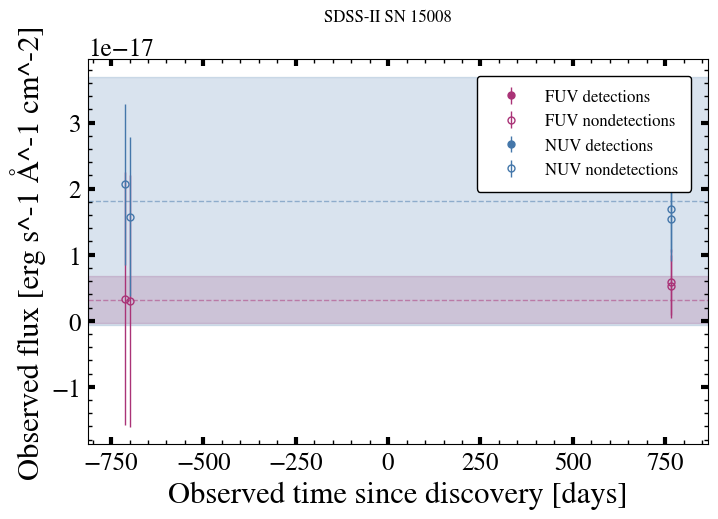 SDSS-II SN 15008
1e−17
Observed flux [erg s^-1 Å^-1 cm^-2]
3
2
1
0
−1
FUV detections
FUV nondetections
NUV detections
NUV nondetections
−750 −500 −250 0 250 500 750
Observed time since discovery [days]